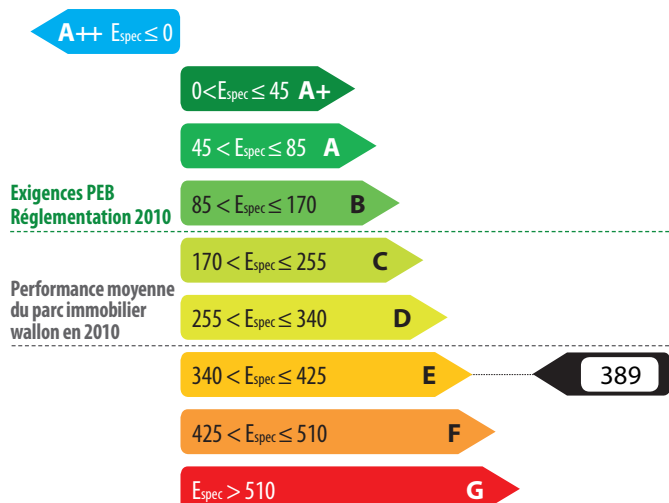 A++ Espec ≤ 0
0<Espec ≤ 45 A+
45 < Espec ≤ 85 A
Exigences PEB
Réglementation 2010
85 < Espec ≤ 170 B
170 < Espec ≤ 255 C
Performance moyenne
du parc immobilier
wallon en 2010
255 < Espec ≤ 340 D
340 < Espec ≤ 425 E 389
425 < Espec ≤ 510 F
Espec > 510 G